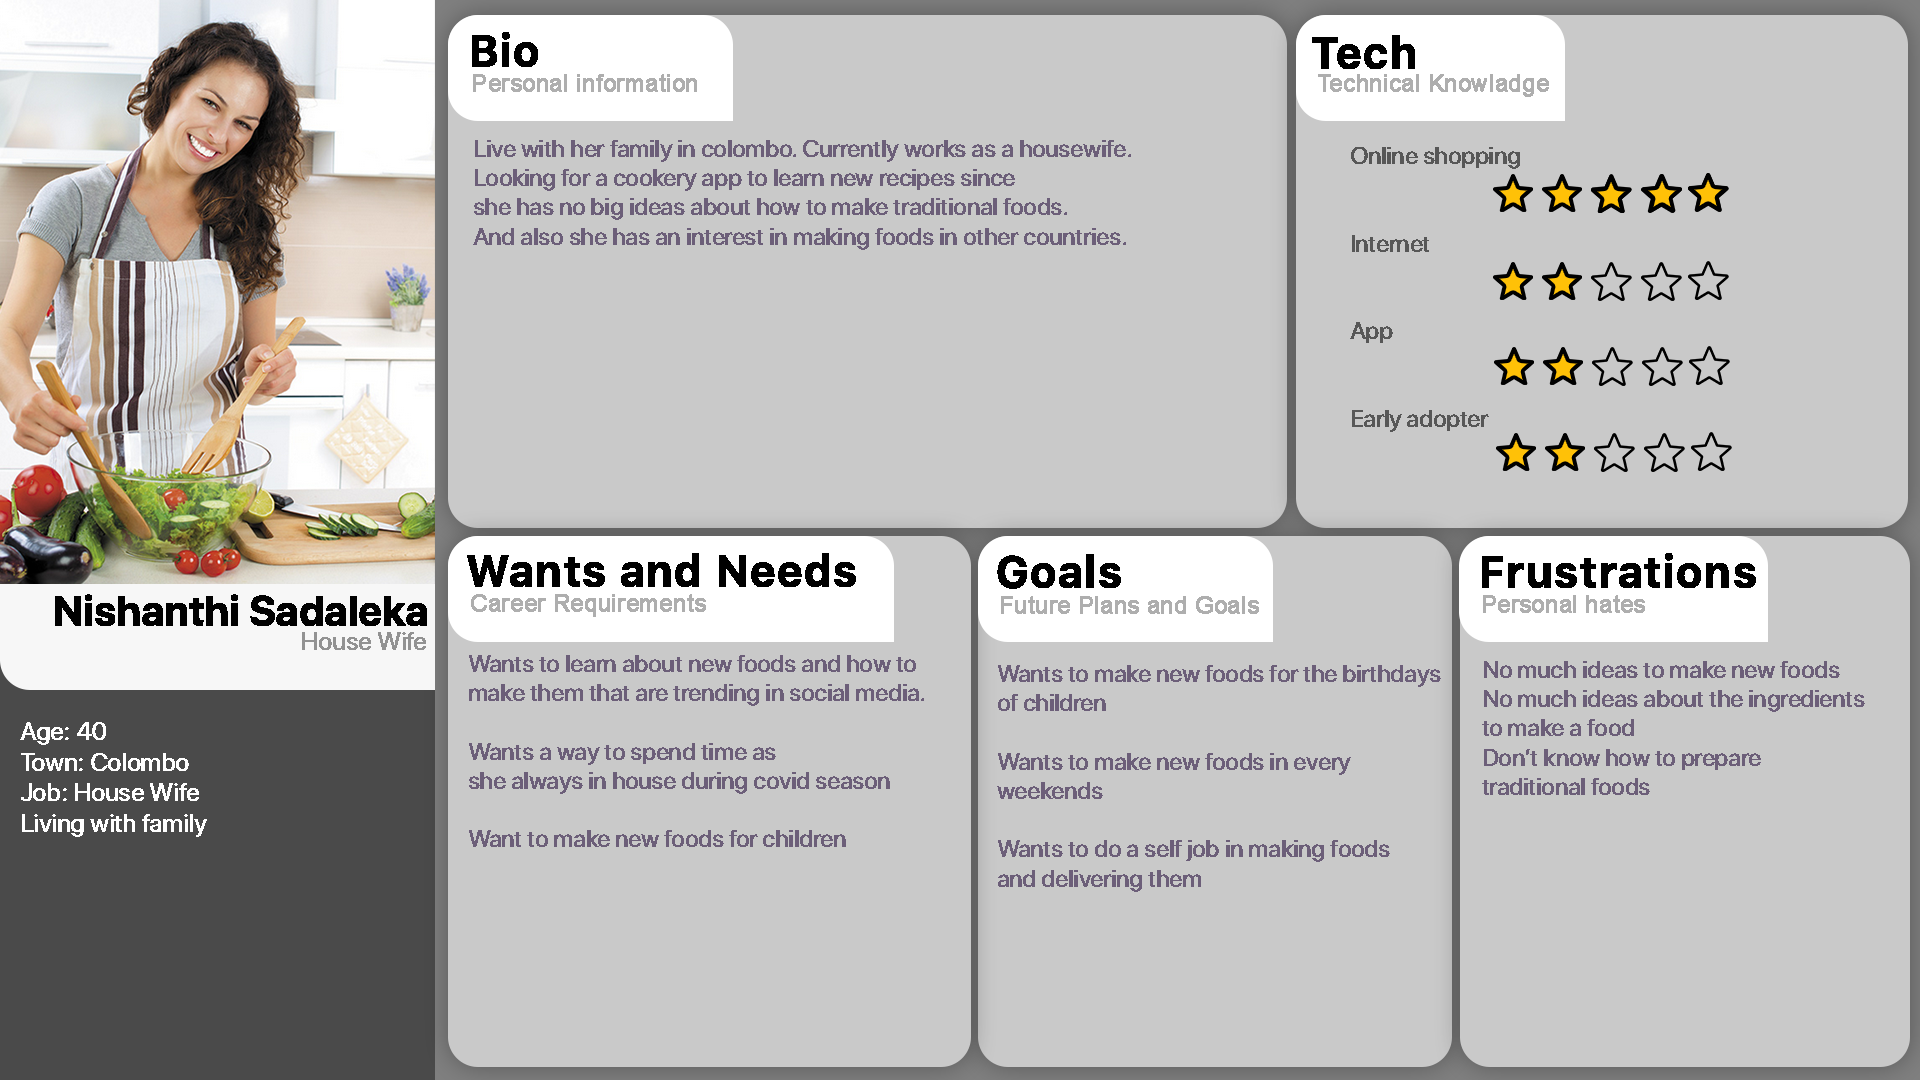 Nishanthi Sadaleka
House Wife
Age: 40
Town: Colombo
Job: House Wife
Living with family
Bio
Personal information
Live with her family in colombo. Currently works as a housewife.
Looking for a cookery app to learn new recipes since
she has no big ideas about how to make traditional foods.
And also she has an interest in making foods in other countries.
Tech
Technical Knowladge
Online shopping
Internet
App
Early adopter
Wants and Needs
Career Requirements
Wants to learn about new foods and how to
make them that are trending in social media.
Wants a way to spend time as
she always in house during covid season
Want to make new foods for children
Goals
Future Plans and Goals
Wants to make new foods for the birthdays
of children
Wants to make new foods in every
weekends
Wants to do a self job in making foods
and delivering them
Frustrations
Personal hates
No much ideas to make new foods
No much ideas about the ingredients
to make a food
Don't know how to prepare
traditional foods